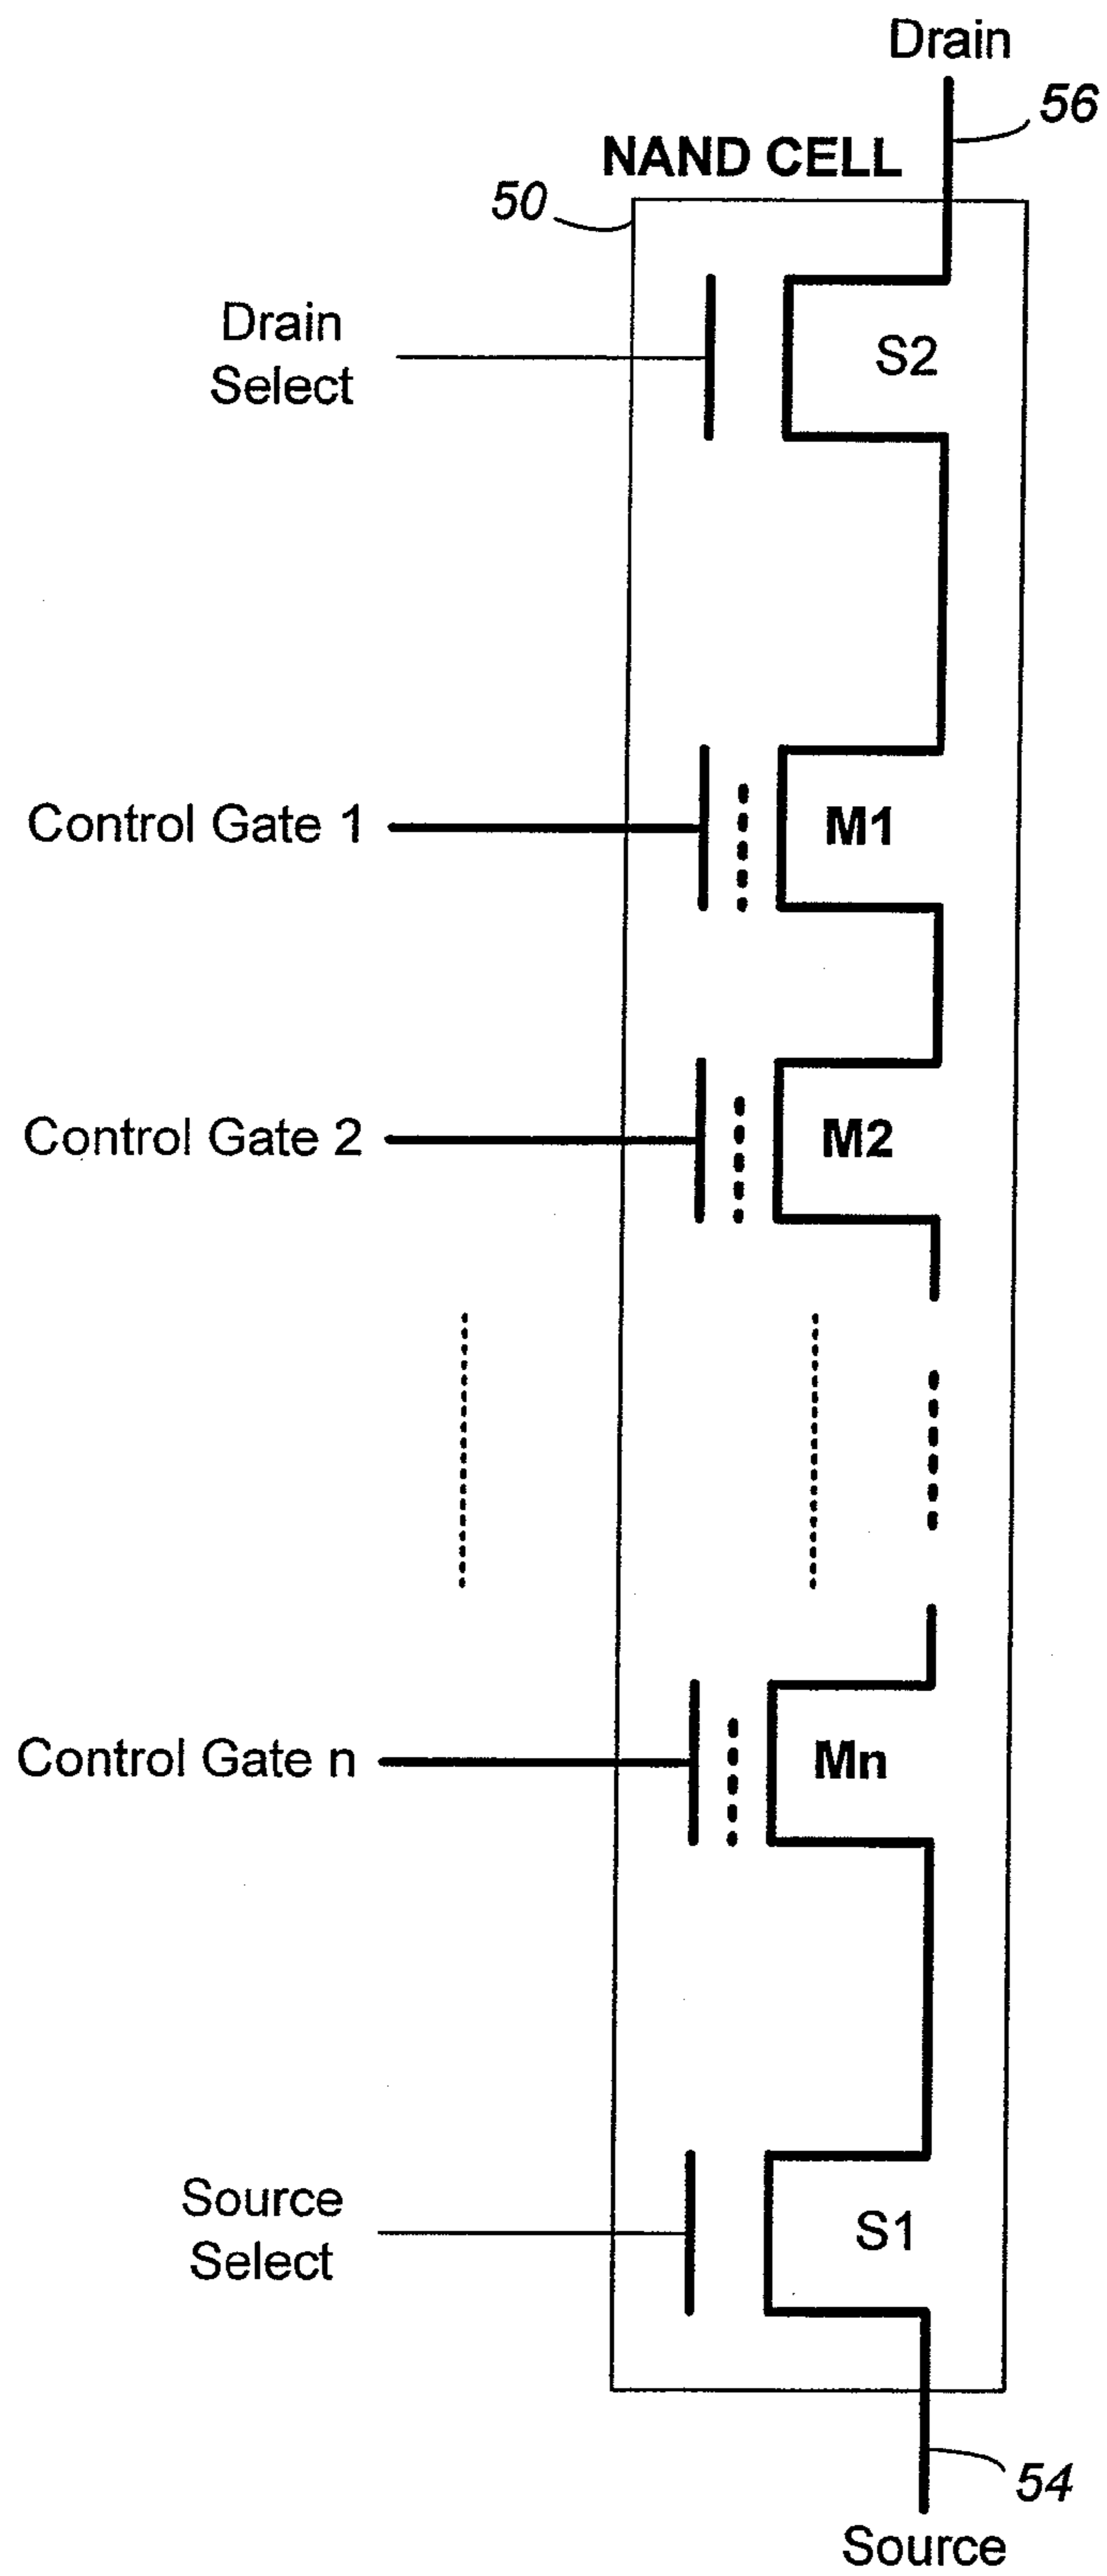 Drain
56
NAND CELL
50
Drain
Select
S2
Control Gate 1
M1
Control Gate 2
M2
Control Gate n
Mn
Source
Select
S1
54
Source